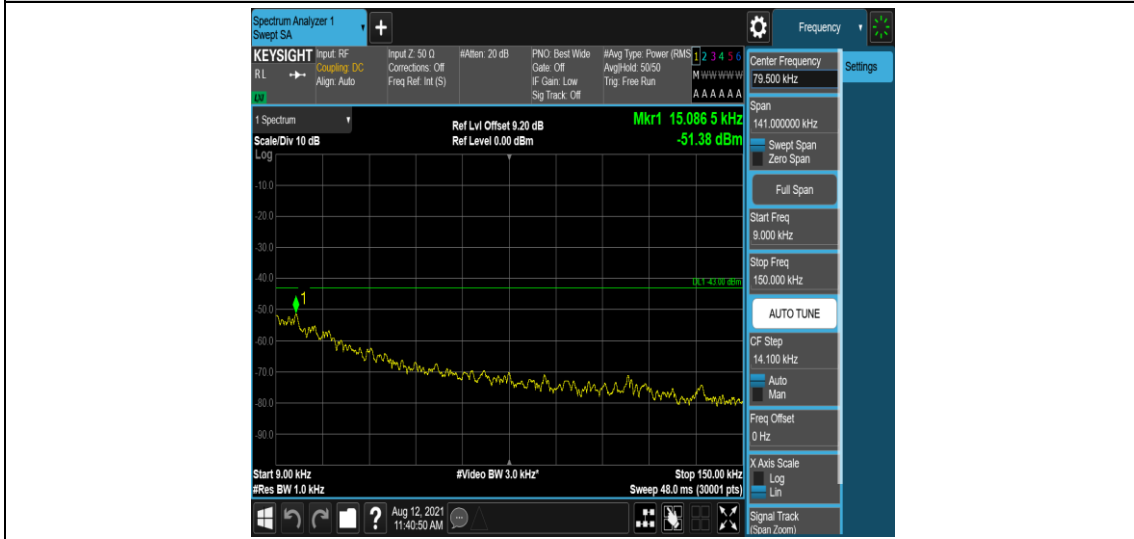 Spectrum Analyzer 1
Swept SA
+
Frequency
KEYSIGHT
RL
LXI
Input: RF
Coupling: DC
Align: Auto
Input Z: 50 Ω
Corrections: Off
Freq Ref: Int (S)
#Atten: 20 dB
PNO: Best Wide
Gate: Off
IF Gain: Low
Sig Track: Off
#Avg Type: Power (RMS
Avg|Hold: 50/50
Trig: Free Run
1 2 3 4 5 6
M W W W W W
A A A A A A
1 Spectrum
Scale/Div 10 dB
Log
Ref Lvl Offset 9.20 dB
Ref Level 0.00 dBm
Mkr1 15.086 5 kHz
-51.38 dBm
-10.0
-20.0
-30.0
-40.0
DL1 -43.00 dBm
1
-50.0
-60.0
-70.0
-80.0
-90.0
Start 9.00 kHz
#Video BW 3.0 kHz*
Stop 150.00 kHz
#Res BW 1.0 kHz
Sweep 48.0 ms (30001 pts)
?
Aug 12, 2021
11:40:50 AM
Center Frequency
79.500 kHz
Settings
Span
141.000000 kHz
Swept Span
Zero Span
Full Span
Start Freq
9.000 kHz
Stop Freq
150.000 kHz
AUTO TUNE
CF Step
14.100 kHz
Auto
Man
Freq Offset
0 Hz
X Axis Scale
Log
Lin
Signal Track
(Span Zoom)